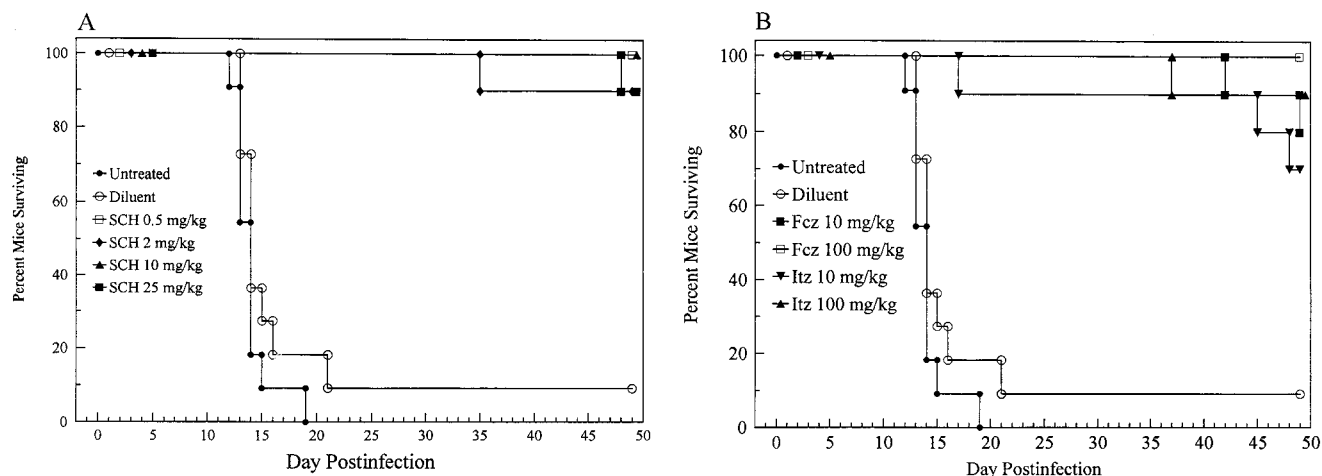 A
Percent Mice Surviving
100
80
60
40
20
0
Untreated
Diluent
SCH 0.5 mg/kg
SCH 2 mg/kg
SCH 10 mg/kg
SCH 25 mg/kg
0 5 10 15 20 25 30 35 40 45 50
Day Postinfection
B
Percent Mice Surviving
100
80
60
40
20
0
Untreated
Diluent
Fcz 10 mg/kg
Fcz 100 mg/kg
Itz 10 mg/kg
Itz 100 mg/kg
0 5 10 15 20 25 30 35 40 45 50
Day Postinfection